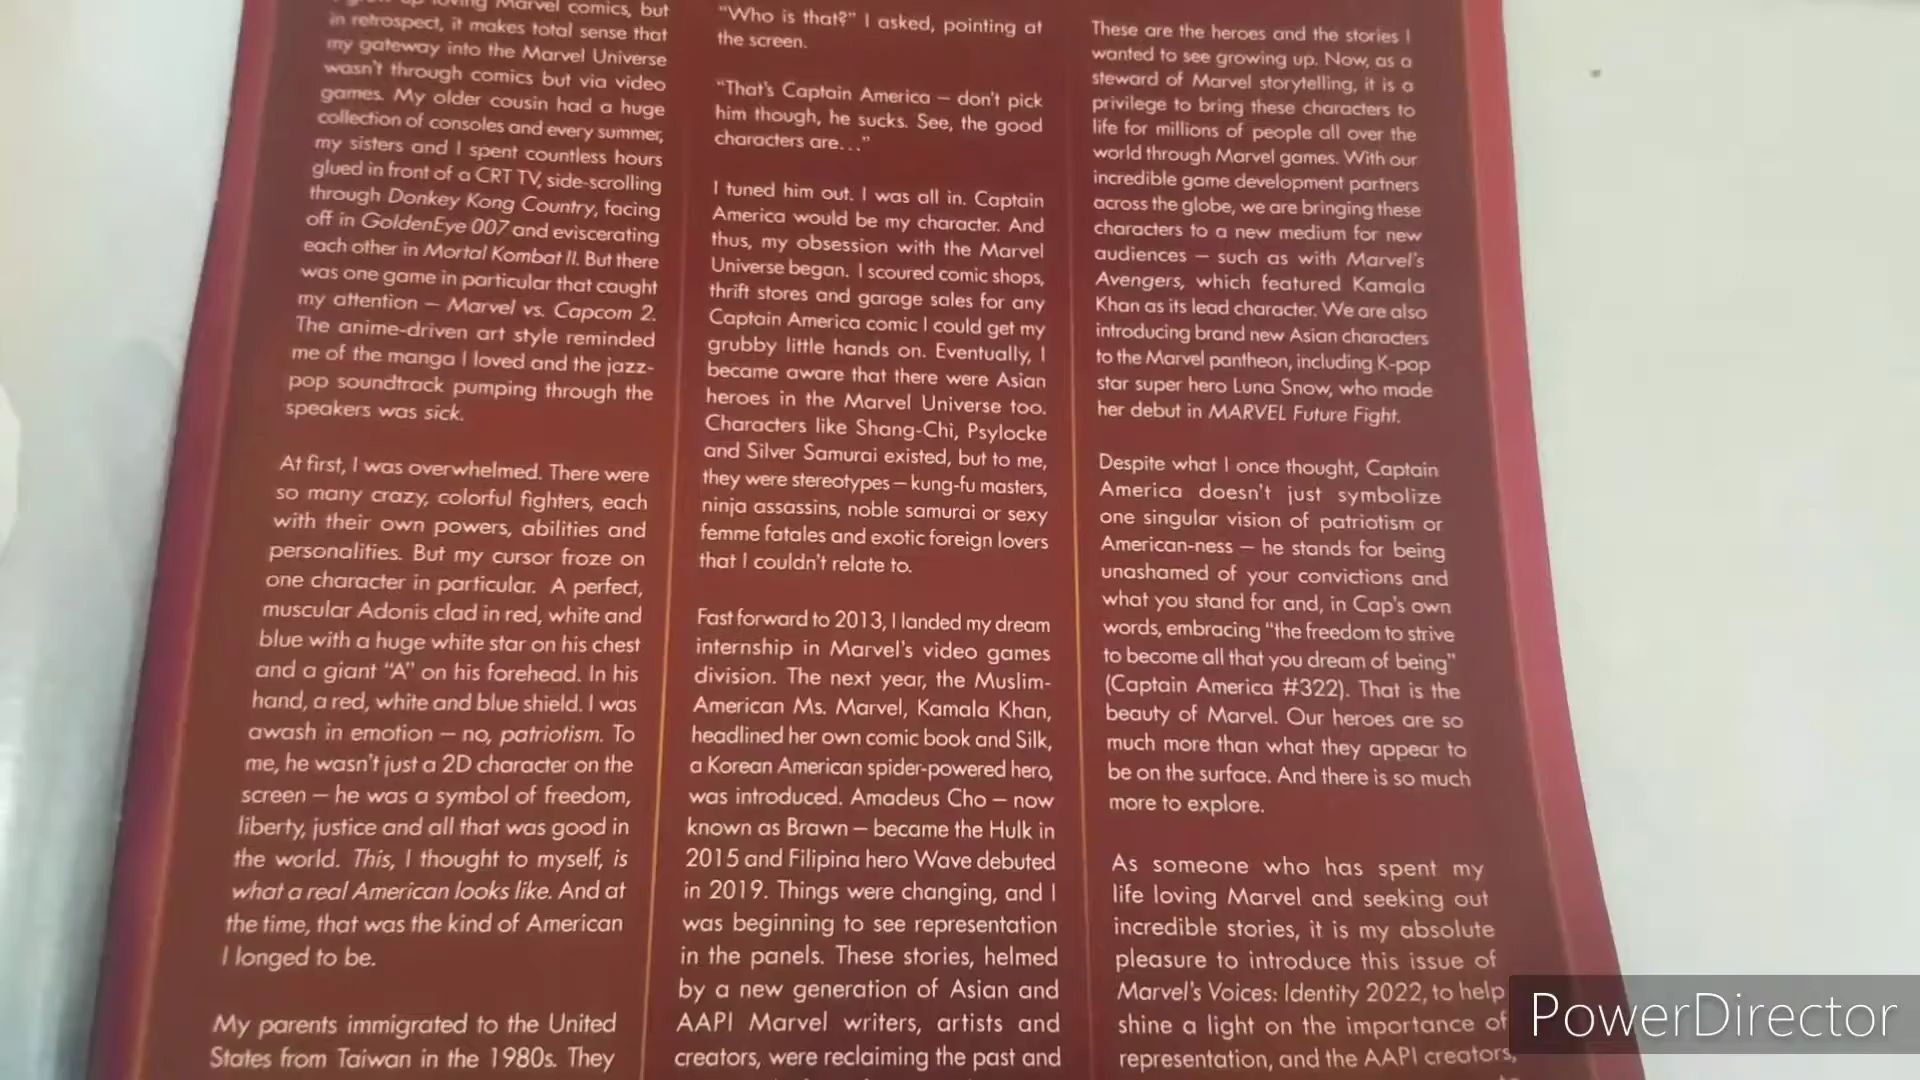 up loving Marvel comics, but
in retrospect, it makes total sense that
my gateway into the Marvel Universe
wasn't through comics but via video
games. My older cousin had a huge
collection of consoles and every summer,
my sisters and I spent countless hours
glued in front of a CRT TV, side-scrolling
through Donkey Kong Country, facing
off in GoldenEye 007 and eviscerating
each other in Mortal Kombat II. But there
was one game in particular that caught
my attention – Marvel vs. Capcom 2.
The anime-driven art style reminded
me of the manga I loved and the jazz-
pop soundtrack pumping through the
speakers was sick.
At first, I was overwhelmed. There were
so many crazy, colorful fighters, each
with their own powers, abilities and
personalities. But my cursor froze on
one character in particular. A perfect,
muscular Adonis clad in red, white and
blue with a huge white star on his chest
and a giant “A” on his forehead. In his
hand, a red, white and blue shield. I was
awash in emotion – no, patriotism. To
me, he wasn't just a 2D character on the
screen – he was a symbol of freedom,
liberty, justice and all that was good in
the world. This, I thought to myself, is
what a real American looks like. And at
the time, that was the kind of American
I longed to be.
My parents immigrated to the United
States from Taiwan in the 1980s. They
“Who is that?” I asked, pointing at
the screen.
“That's Captain America – don't pick
him though, he sucks. See, the good
characters are...”
I tuned him out. I was all in. Captain
America would be my character. And
thus, my obsession with the Marvel
Universe began. I scoured comic shops,
thrift stores and garage sales for any
Captain America comic I could get my
grubby little hands on. Eventually, I
became aware that there were Asian
heroes in the Marvel Universe too.
Characters like Shang-Chi, Psylocke
and Silver Samurai existed, but to me,
they were stereotypes – kung-fu masters,
ninja assassins, noble samurai or sexy
femme fatales and exotic foreign lovers
that I couldn't relate to.
Fast forward to 2013, I landed my dream
internship in Marvel's video games
division. The next year, the Muslim-
American Ms. Marvel, Kamala Khan,
headlined her own comic book and Silk,
a Korean American spider-powered hero,
was introduced. Amadeus Cho – now
known as Brawn – became the Hulk in
2015 and Filipina hero Wave debuted
in 2019. Things were changing, and I
was beginning to see representation
in the panels. These stories, helmed
by a new generation of Asian and
AAPI Marvel writers, artists and
creators, were reclaiming the past and
These are the heroes and the stories I
wanted to see growing up. Now, as a
steward of Marvel storytelling, it is a
privilege to bring these characters to
life for millions of people all over the
world through Marvel games. With our
incredible game development partners
across the globe, we are bringing these
characters to a new medium for new
audiences – such as with Marvel's
Avengers, which featured Kamala
Khan as its lead character. We are also
introducing brand new Asian characters
to the Marvel pantheon, including K-pop
star super hero Luna Snow, who made
her debut in MARVEL Future Fight.
Despite what I once thought, Captain
America doesn't just symbolize
one singular vision of patriotism or
American-ness – he stands for being
unashamed of your convictions and
what you stand for and, in Cap's own
words, embracing “the freedom to strive
to become all that you dream of being”
(Captain America #322). That is the
beauty of Marvel. Our heroes are so
much more than what they appear to
be on the surface. And there is so much
more to explore.
As someone who has spent my
life loving Marvel and seeking out
incredible stories, it is my absolute
pleasure to introduce this issue of
Marvel's Voices: Identity 2022, to help
shine a light on the importance of
representation, and the AAPI creators,
PowerDirector